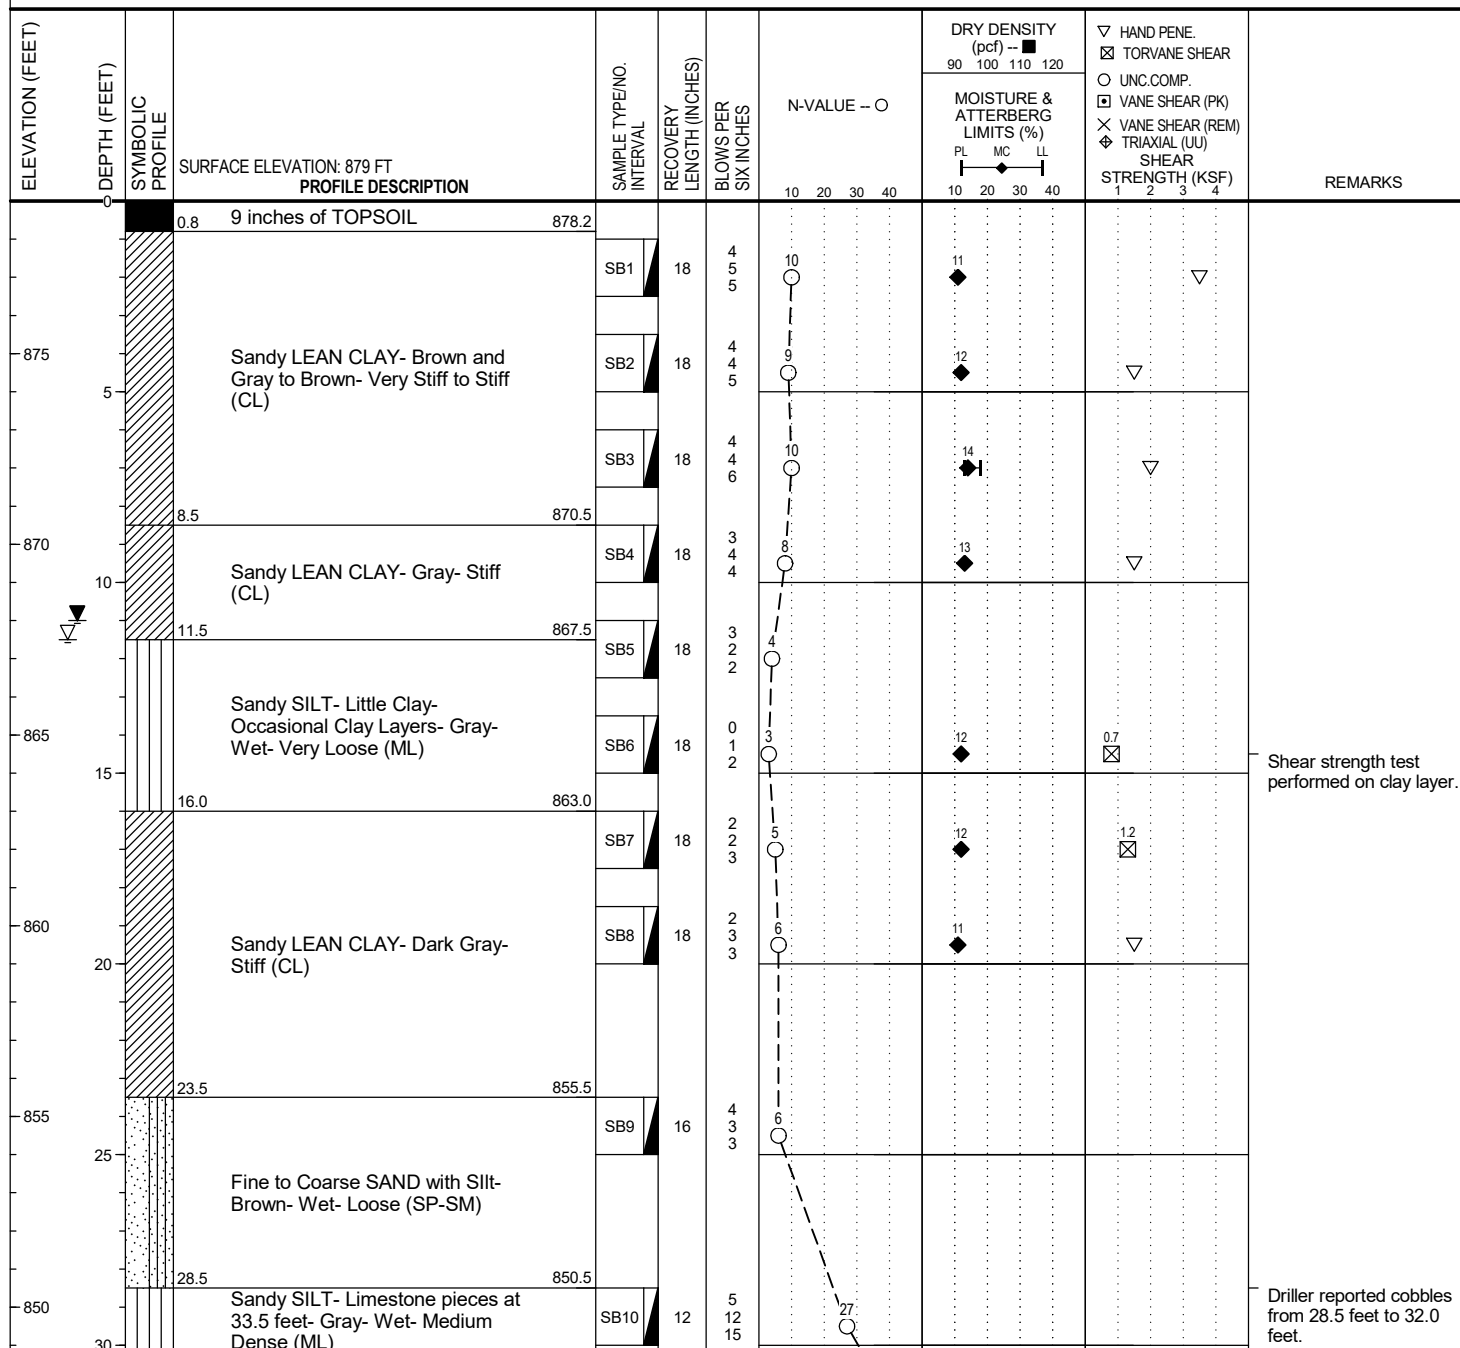 ELEVATION (FEET)
DEPTH (FEET)
SYMBOLIC
PROFILE
SURFACE ELEVATION: 879 FT
PROFILE DESCRIPTION
SAMPLE TYPE/NO.
INTERVAL
RECOVERY
LENGTH (INCHES)
BLOWS PER
SIX INCHES
N-VALUE --
10 20 30 40
DRY DENSITY
(pcf) --
90 100 110 120
MOISTURE &
ATTERBERG
LIMITS (%)
PL MC LL
10 20 30 40
HAND PENE.
TORVANE SHEAR
UNC.COMP.
VANE SHEAR (PK)
VANE SHEAR (REM)
TRIAXIAL (UU)
SHEAR
STRENGTH (KSF)
1 2 3 4
REMARKS
0
0.8 9 inches of TOPSOIL 878.2
SB1 18
4
5
5
10
11
875
Sandy LEAN CLAY- Brown and
Gray to Brown- Very Stiff to Stiff
(CL)
SB2 18
4
4
5
9
12
5
SB3 18
4
4
6
10
14
8.5 870.5
870
Sandy LEAN CLAY- Gray- Stiff
(CL)
SB4 18
3
4
4
8
13
10
11.5 867.5
SB5 18
3
2
2
4
Sandy SILT- Little Clay-
Occasional Clay Layers- Gray-
Wet- Very Loose (ML)
865
SB6 18
0
1
2
3
12
0.7
Shear strength test
performed on clay layer.
15
16.0 863.0
SB7 18
2
2
3
5
12
1.2
860
Sandy LEAN CLAY- Dark Gray-
Stiff (CL)
SB8 18
2
3
3
6
11
20
23.5 855.5
855
SB9 16
4
3
3
6
25
Fine to Coarse SAND with SIlt-
Brown- Wet- Loose (SP-SM)
28.5 850.5
850
Sandy SILT- Limestone pieces at
33.5 feet- Gray- Wet- Medium
Dense (ML)
SB10 12
5
12
15
27
Driller reported cobbles
from 28.5 feet to 32.0
feet.
30